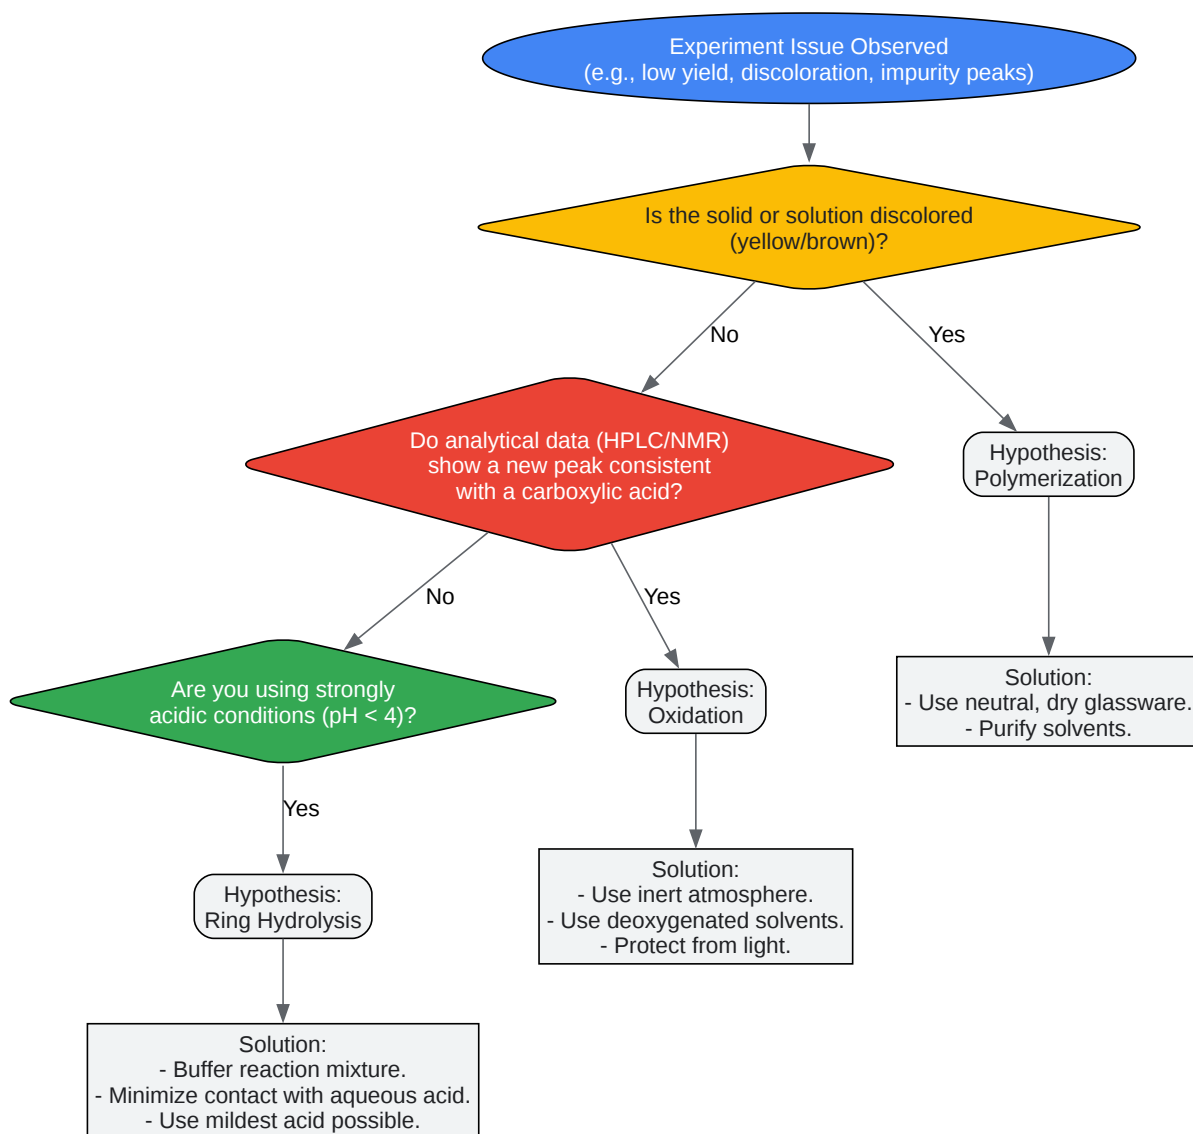 Experiment Issue Observed
(e.g., low yield, discoloration, impurity peaks)
Is the solid or solution discolored
(yellow/brown)?
No
Yes
Do analytical data (HPLC/NMR)
show a new peak consistent
with a carboxylic acid?
Hypothesis:
Polymerization
No
Yes
Are you using strongly
acidic conditions (pH < 4)?
Hypothesis:
Oxidation
Solution:
- Use neutral, dry glassware.
- Purify solvents.
Yes
Hypothesis:
Ring Hydrolysis
Solution:
- Use inert atmosphere.
- Use deoxygenated solvents.
- Protect from light.
Solution:
- Buffer reaction mixture.
- Minimize contact with aqueous acid.
- Use mildest acid possible.